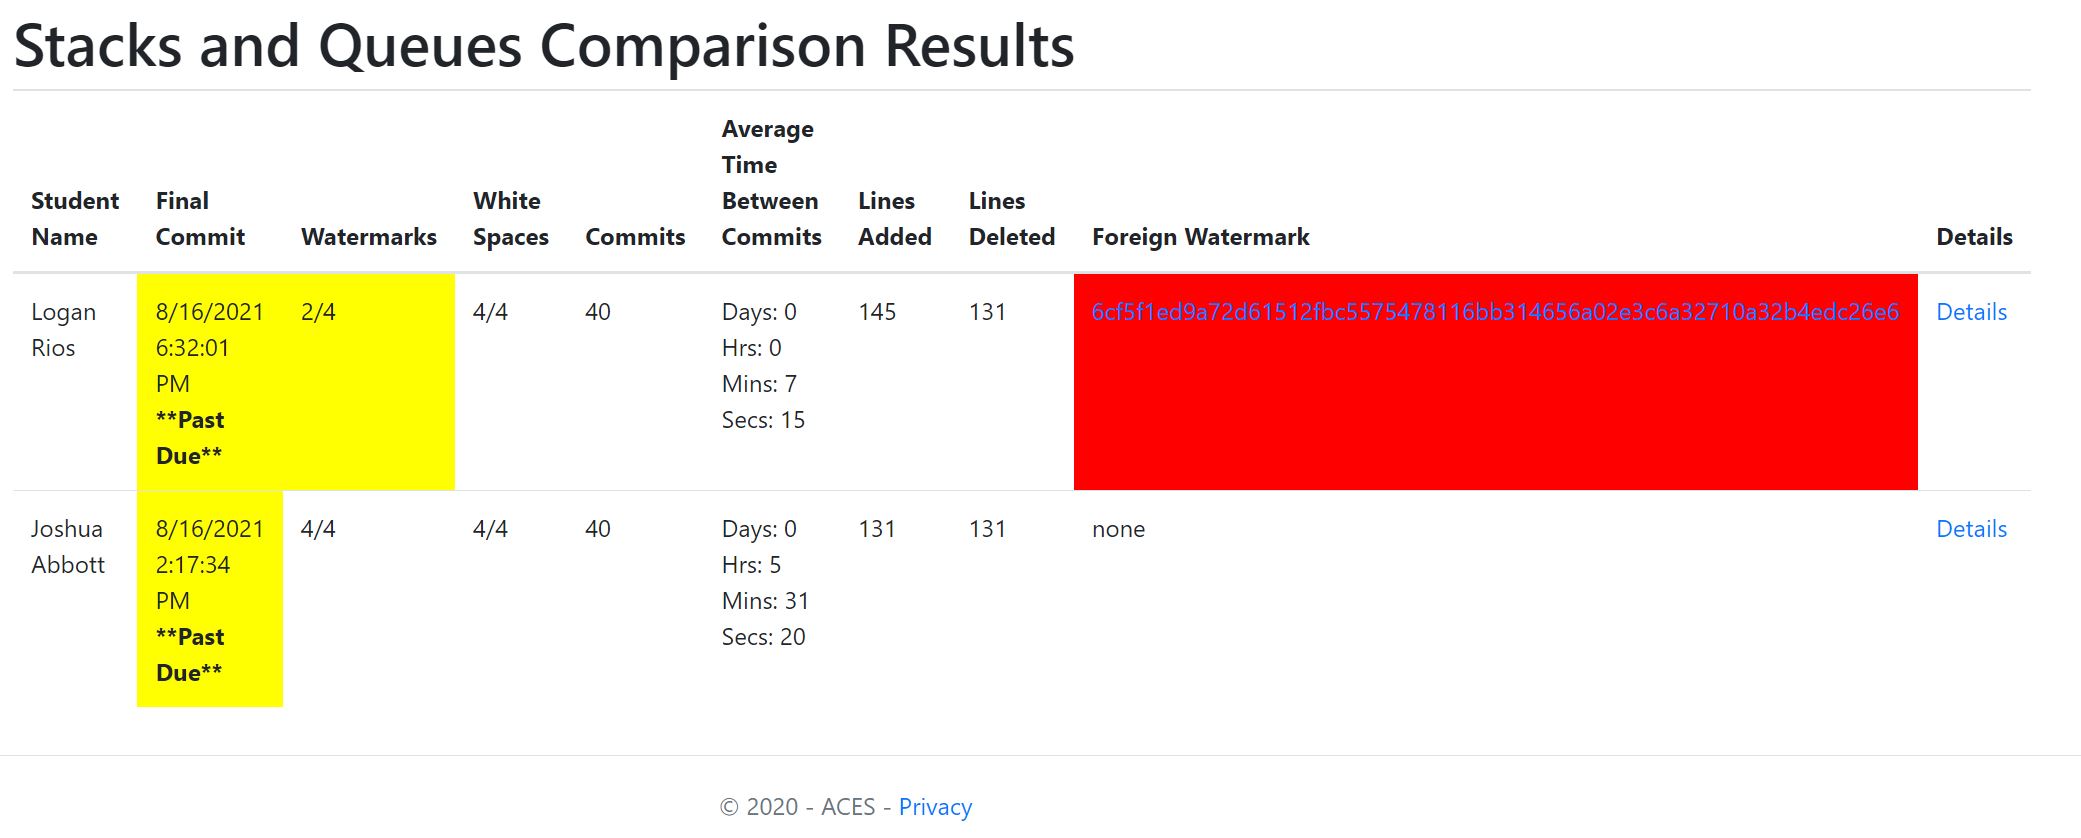 Stacks and Queues Comparison Results
Student Name Final Commit Watermarks White Spaces Commits Average Time Between Commits Lines Added Lines Deleted Foreign Watermark Details
Logan Rios 8/16/2021 6:32:01 PM **Past Due** 2/4 4/4 40 Days: 0 Hrs: 0 Mins: 7 Secs: 15 145 131 6cf5f1ed9a72d61512fbc5575478116bb314656a02e3c6a32710a32b4edc26e6 Details
Joshua Abbott 8/16/2021 2:17:34 PM **Past Due** 4/4 4/4 40 Days: 0 Hrs: 5 Mins: 31 Secs: 20 131 131 none Details
© 2020 - ACES - Privacy